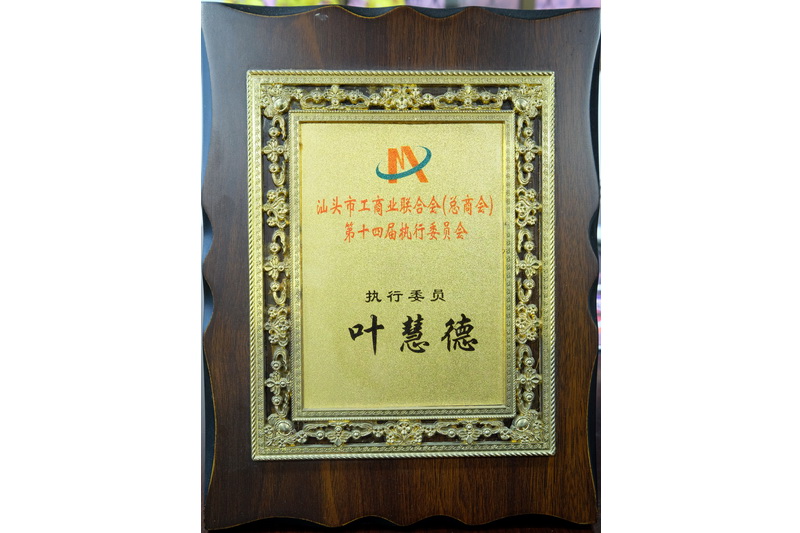 汕头市工商业联合会(总商会)
第十四届执行委员会
执行委员
叶慧德